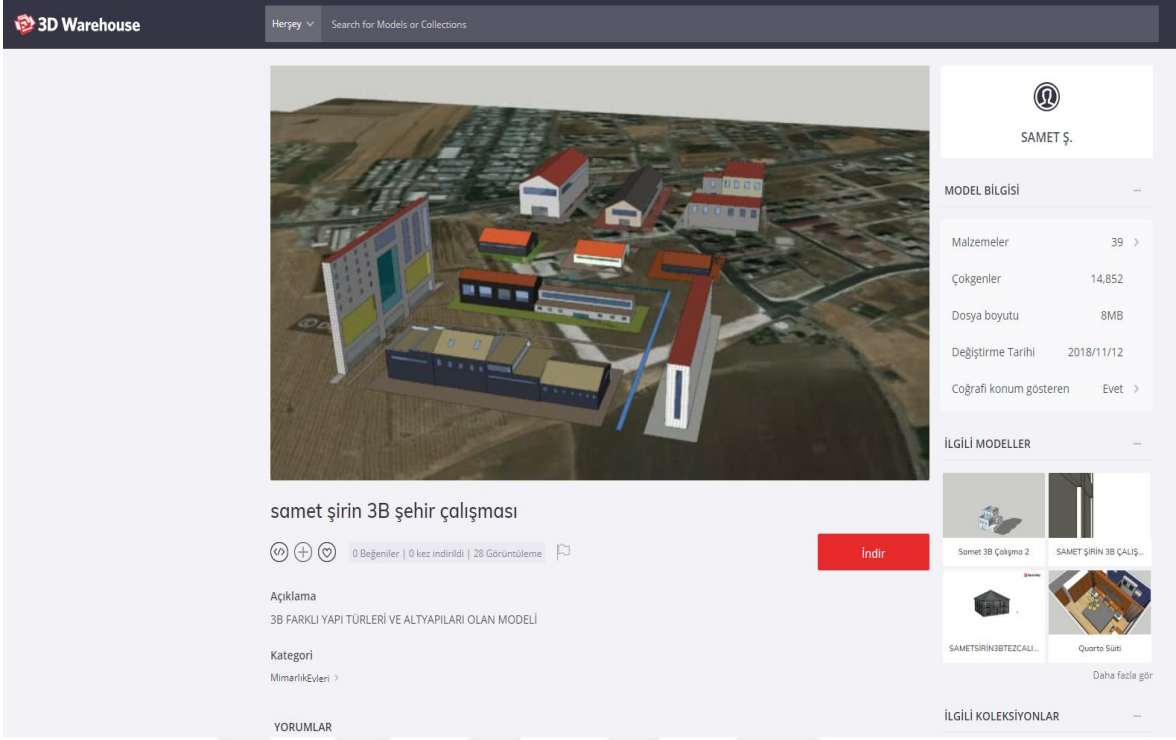 3D Warehouse
Herşey
Search for Models or Collections
SAMET Ş.
MODEL BİLGİSİ
Malzemeler 39
Çokgenler 14,852
Dosya boyutu 8MB
Değiştirme Tarihi 2018/11/12
Coğrafi konum gösteren Evet
İLGİLİ MODELLER
Samet 3B Çalışma 2
SAMET ŞİRİN 3B ÇALIŞ...
SAMETSİRİN3BTEZCALI...
Quarto Süiti
Daha fazla gör
İLGİLİ KOLEKSİYONLAR
samet şirin 3B şehir çalışması
0 Beğeniler | 0 kez indirildi | 28 Görüntüleme
İndir
Açıklama
3B FARKLI YAPI TÜRLERİ VE ALTYAPILARI OLAN MODELİ
Kategori
MimarlıkEvleri
YORUMLAR